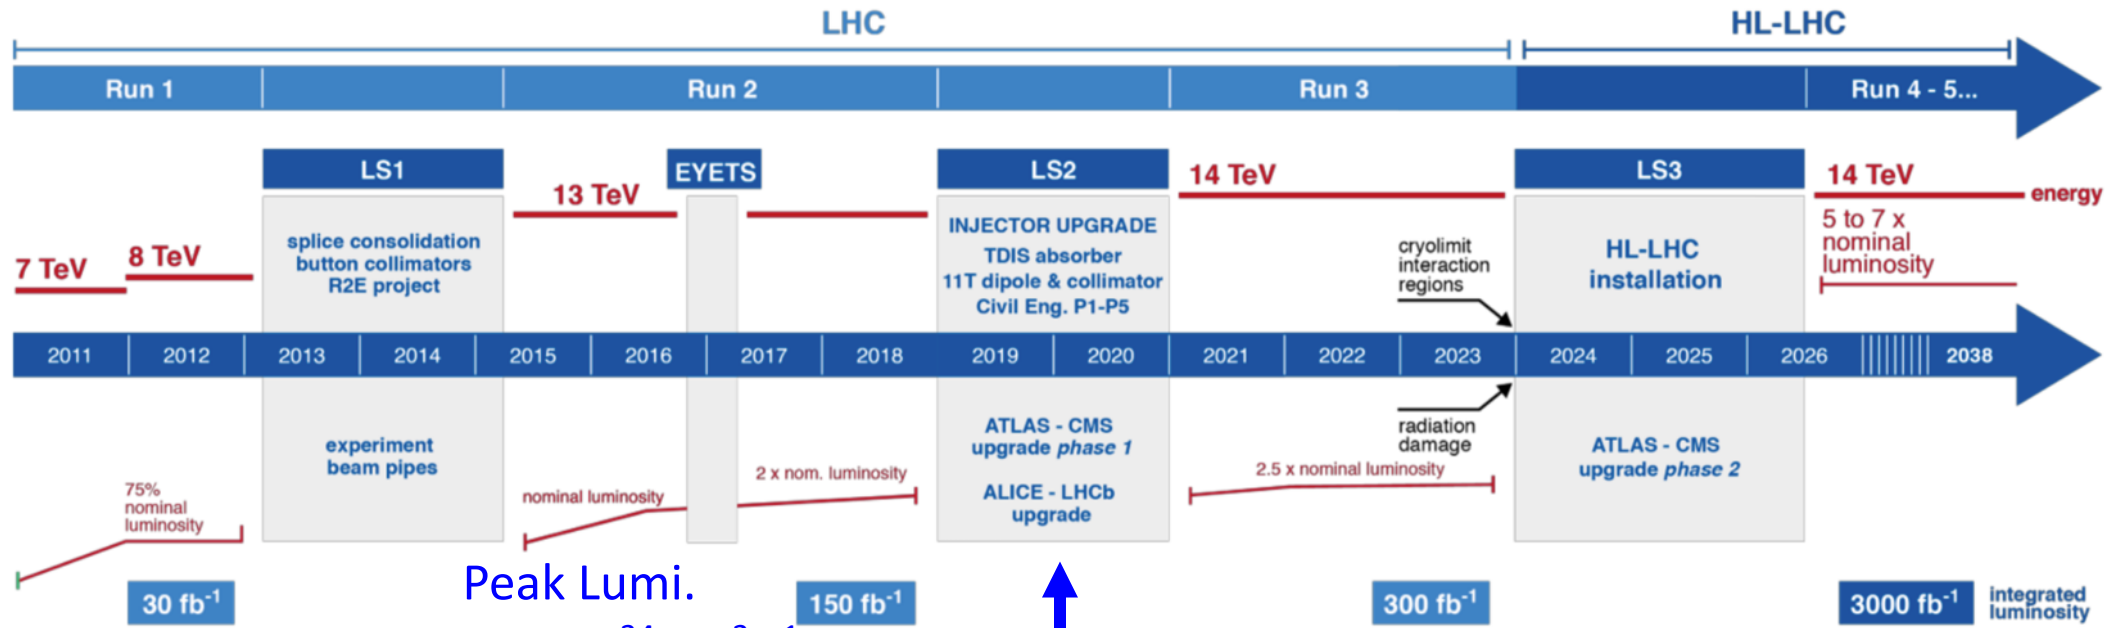 LHC
HL-LHC
Run 1
Run 2
Run 3
Run 4 - 5...
LS1
EYETS
LS2
LS3
7 TeV
8 TeV
13 TeV
14 TeV
14 TeV
energy
splice consolidation
button collimators
R2E project
INJECTOR UPGRADE
TDIS absorber
11T dipole & collimator
Civil Eng. P1-P5
cryolimit
interaction
regions
HL-LHC
installation
5 to 7 x
nominal
luminosity
2011
2012
2013
2014
2015
2016
2017
2018
2019
2020
2021
2022
2023
2024
2025
2026
2038
75%
nominal
luminosity
experiment
beam pipes
nominal luminosity
2 x nom. luminosity
ATLAS - CMS
upgrade phase 1
ALICE - LHCb
upgrade
radiation
damage
2.5 x nominal luminosity
ATLAS - CMS
upgrade phase 2
Peak Lumi.
30 fb⁻¹
150 fb⁻¹
300 fb⁻¹
3000 fb⁻¹
integrated
luminosity